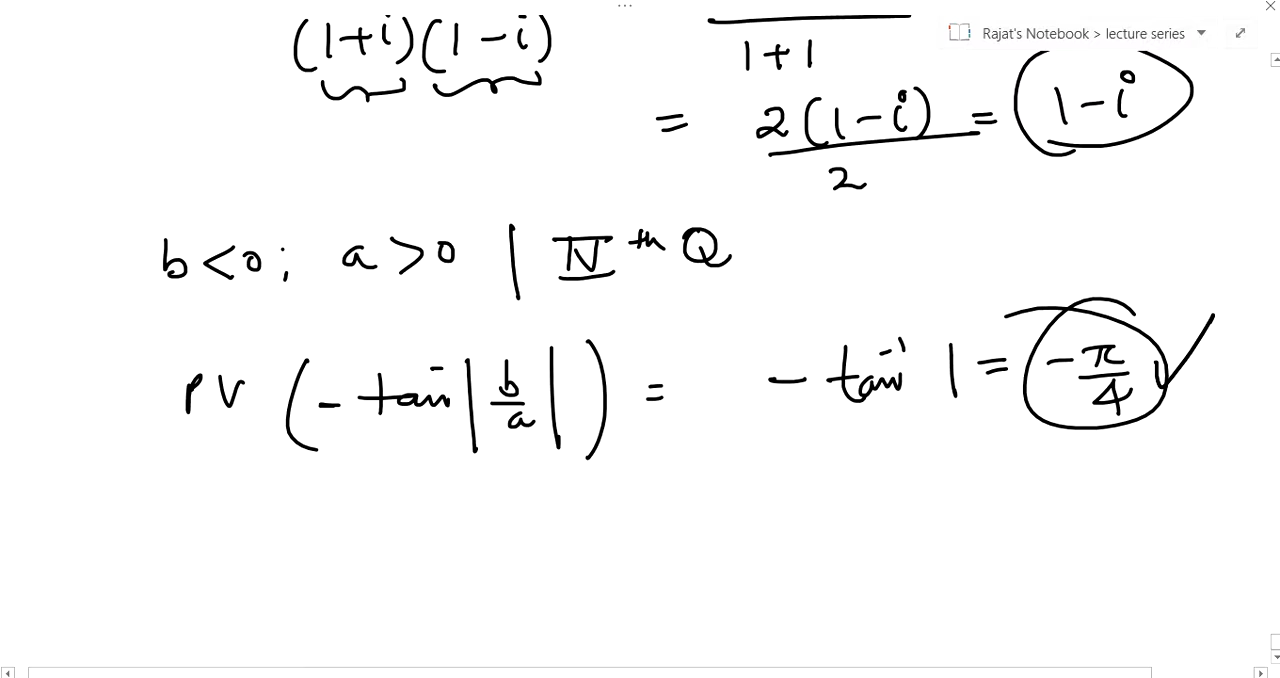 Rajat's Notebook > lecture series
(1+i)(1-i)
1+1
= 2(1-i)/2 = 1-i
b<0; a>0 | IV th Q
PV (-tan⁻|b/a|) = -tan⁻¹ 1 = -π/4